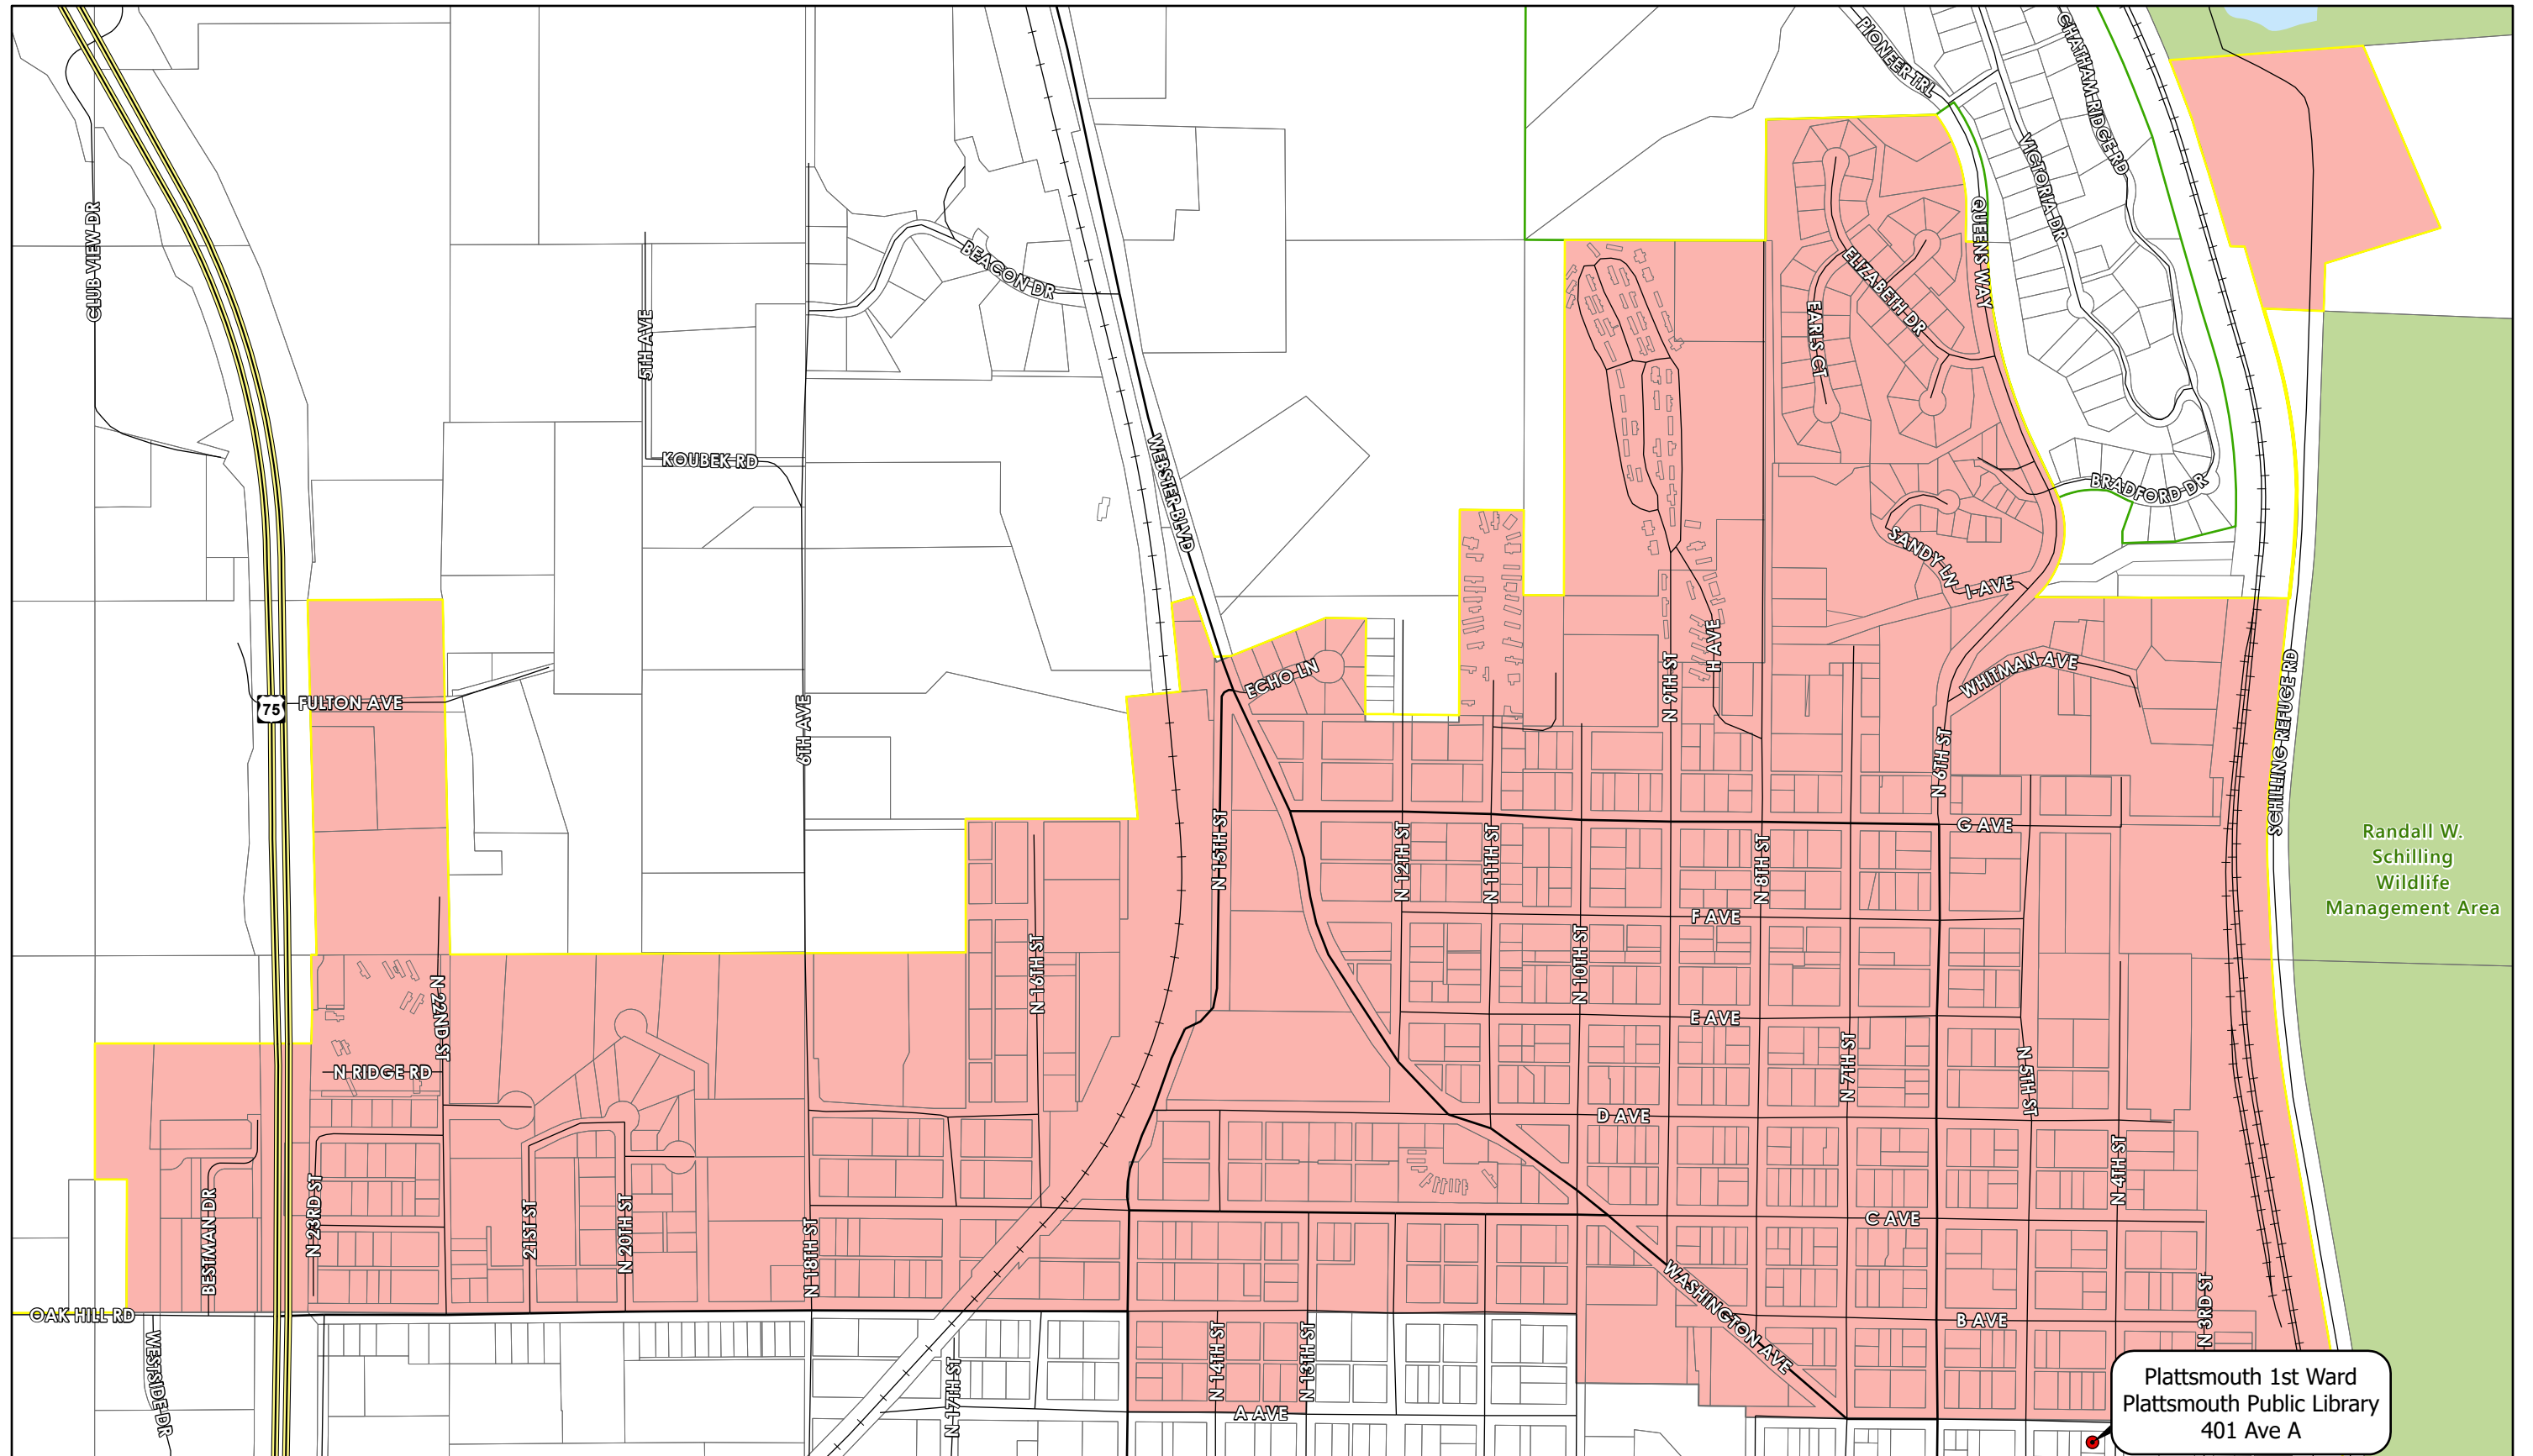 PIONEER TRL
CHATHAM RIDGE RD
VICTORIA DR
CLUB VIEW DR
QUEENS WAY
BEACON DR
ELIZABETH DR
5TH AVE
EARLS CT
KOUBEK RD
WEBSTER BLVD
BRADFORD DR
SANDY LN
I AVE
H AVE
N 9TH ST
WHITMAN AVE
ECHO LN
SCHILLING REFUGE RD
75
FULTON AVE
6TH AVE
N 6TH ST
G AVE
N 15TH ST
N 12TH ST
N 11TH ST
N 8TH ST
Randall W.
Schilling
Wildlife
Management Area
F AVE
N 10TH ST
N 16TH ST
N 22ND ST
E AVE
N RIDGE RD
N 7TH ST
N 5TH ST
D AVE
N 4TH ST
BESTMAN DR
N 23RD ST
21ST ST
N 20TH ST
N 18TH ST
C AVE
WASHINGTON AVE
N 3RD ST
OAK HILL RD
B AVE
WESTSIDE DR
N 17TH ST
N 14TH ST
N 13TH ST
A AVE
Plattsmouth 1st Ward
Plattsmouth Public Library
401 Ave A